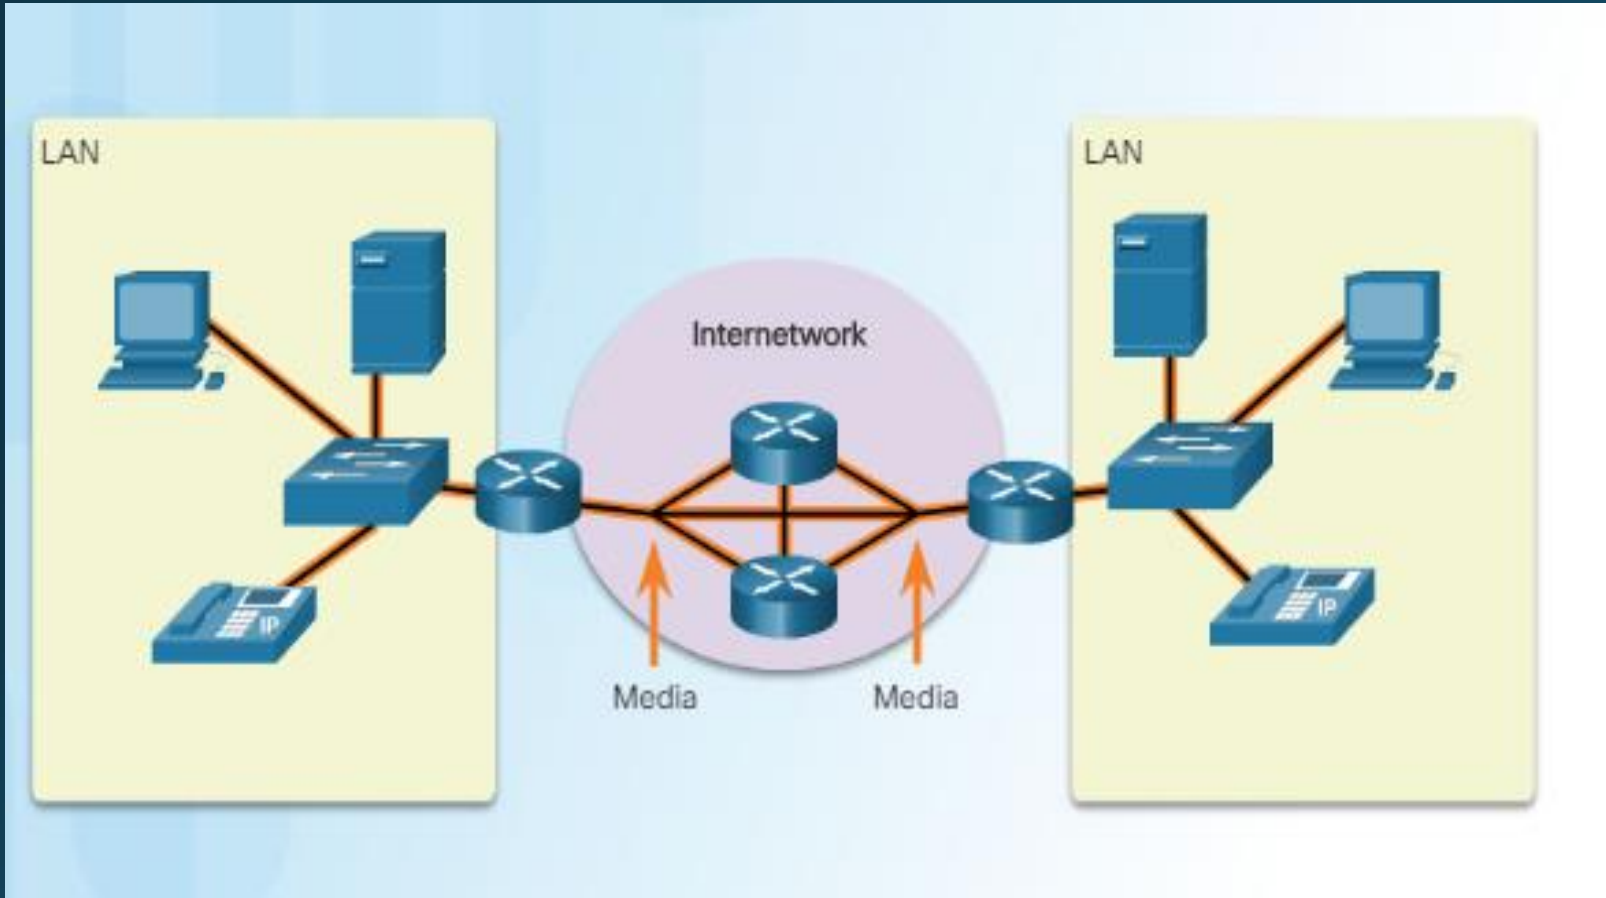 LAN
LAN
Internetwork
IP
IP
Media
Media